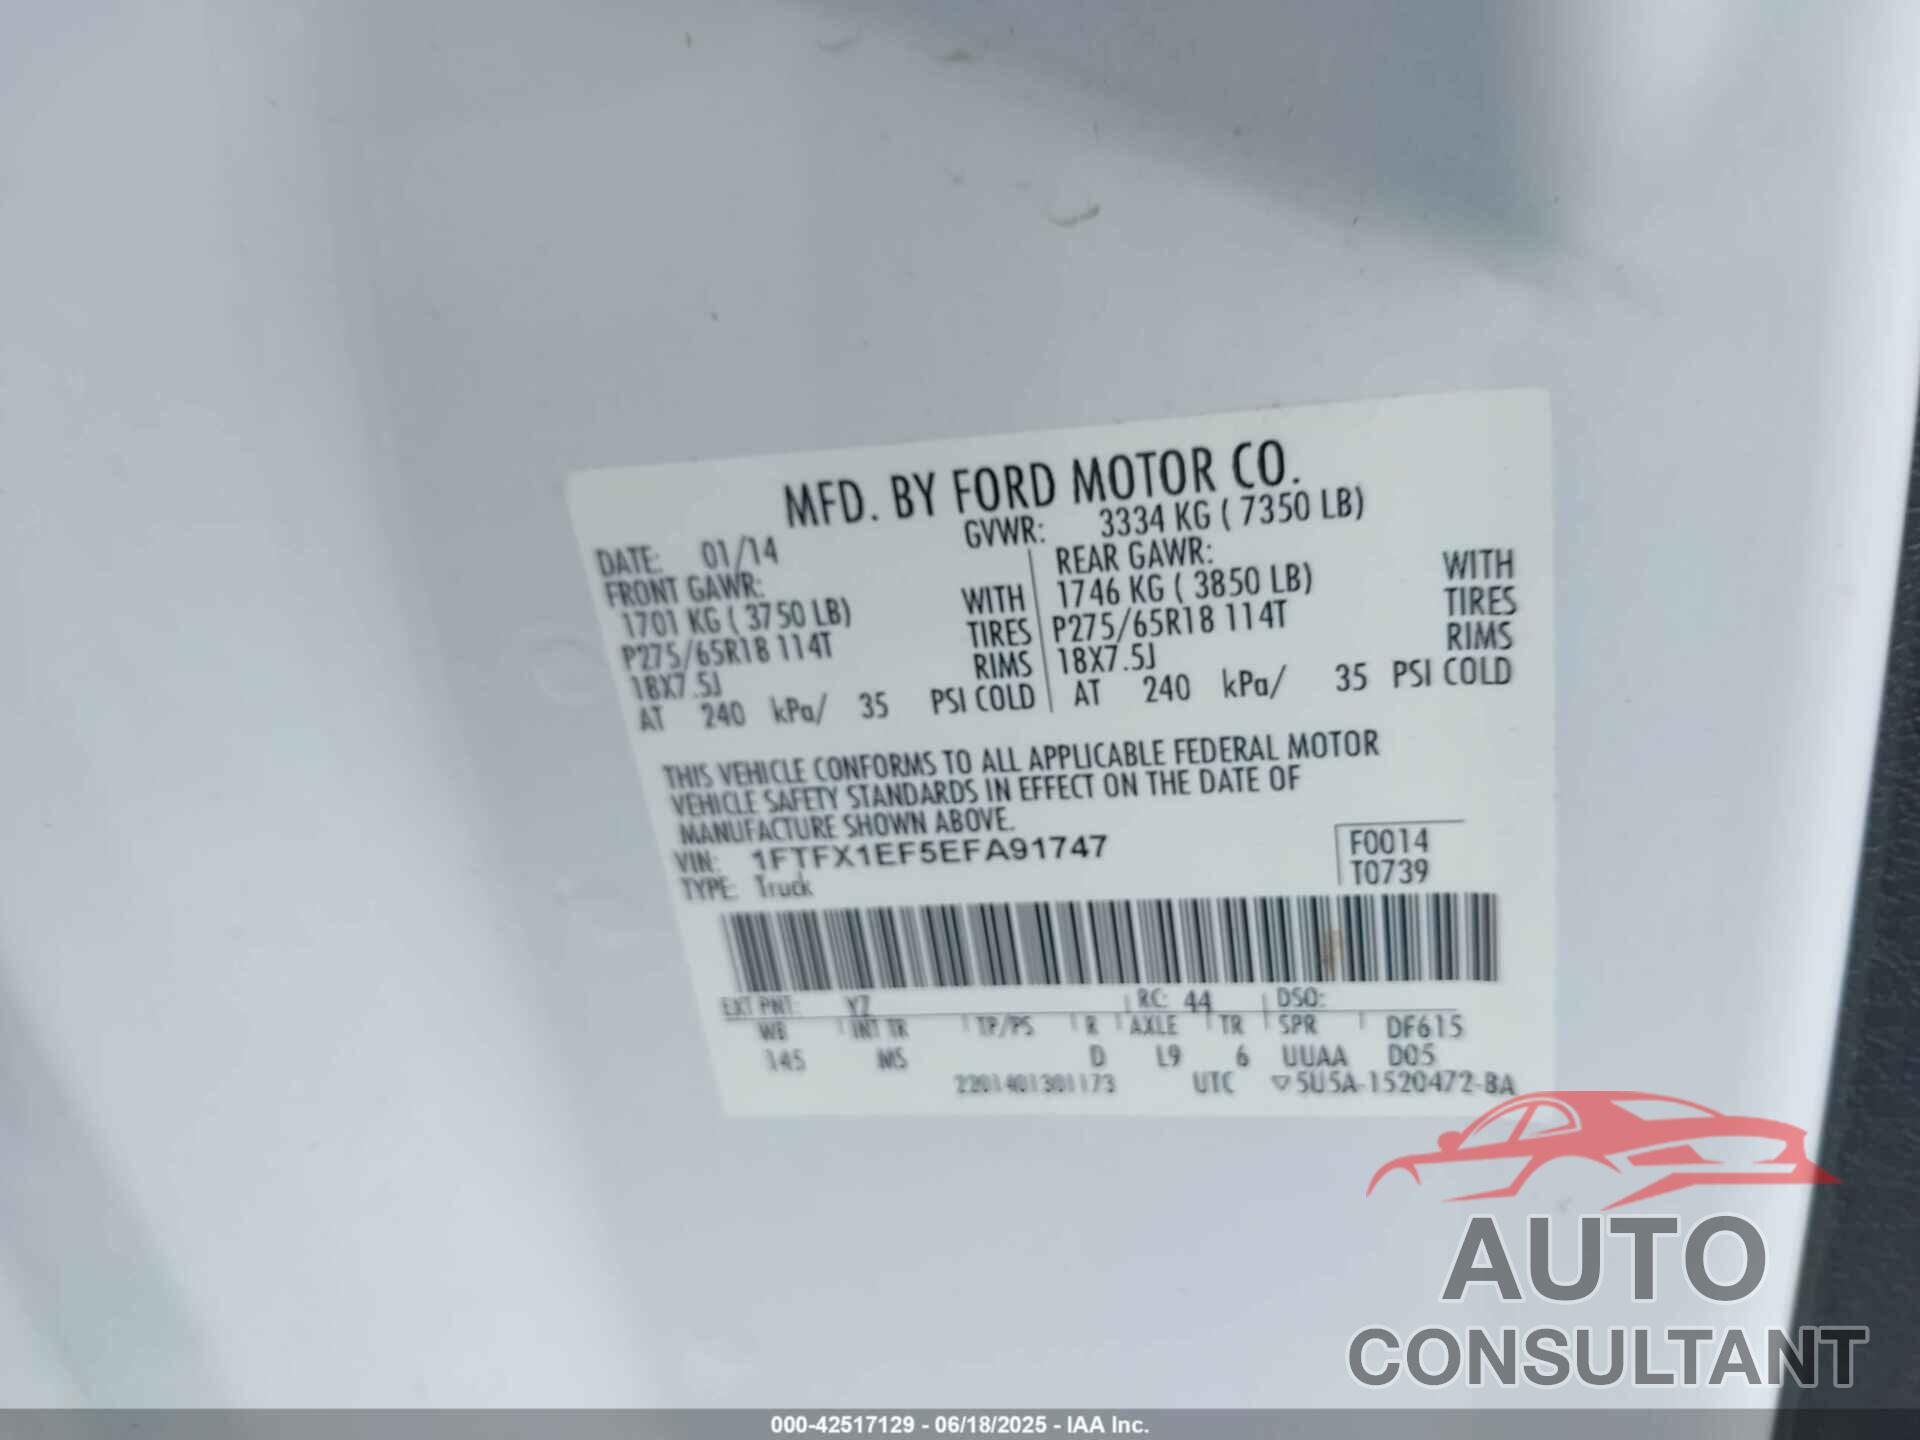 MFD. BY FORD MOTOR CO.
DATE: 01/14 GVWR: 3334 KG ( 7350 LB)
FRONT GAWR: REAR GAWR:
1701 KG ( 3750 LB) WITH 1746 KG ( 3850 LB) WITH
P275/65R18 114T TIRES P275/65R18 114T TIRES
18X7.5J RIMS 18X7.5J RIMS
AT 240 kPa/ 35 PSI COLD AT 240 kPa/ 35 PSI COLD
THIS VEHICLE CONFORMS TO ALL APPLICABLE FEDERAL MOTOR
VEHICLE SAFETY STANDARDS IN EFFECT ON THE DATE OF
MANUFACTURE SHOWN ABOVE.
VIN: 1FTFX1EF5EFA91747 F0014
TYPE: Truck T0739
EXT PNT: YZ RC: 44 DSO:
WB INT TR TP/PS R AXLE TR SPR DF615
145 MS D L9 6 UUAA D05
2201401301173 UTC ▽5U5A-1520472-BA
AUTO
CONSULTANT
000-42517129 - 06/18/2025 - IAA Inc.